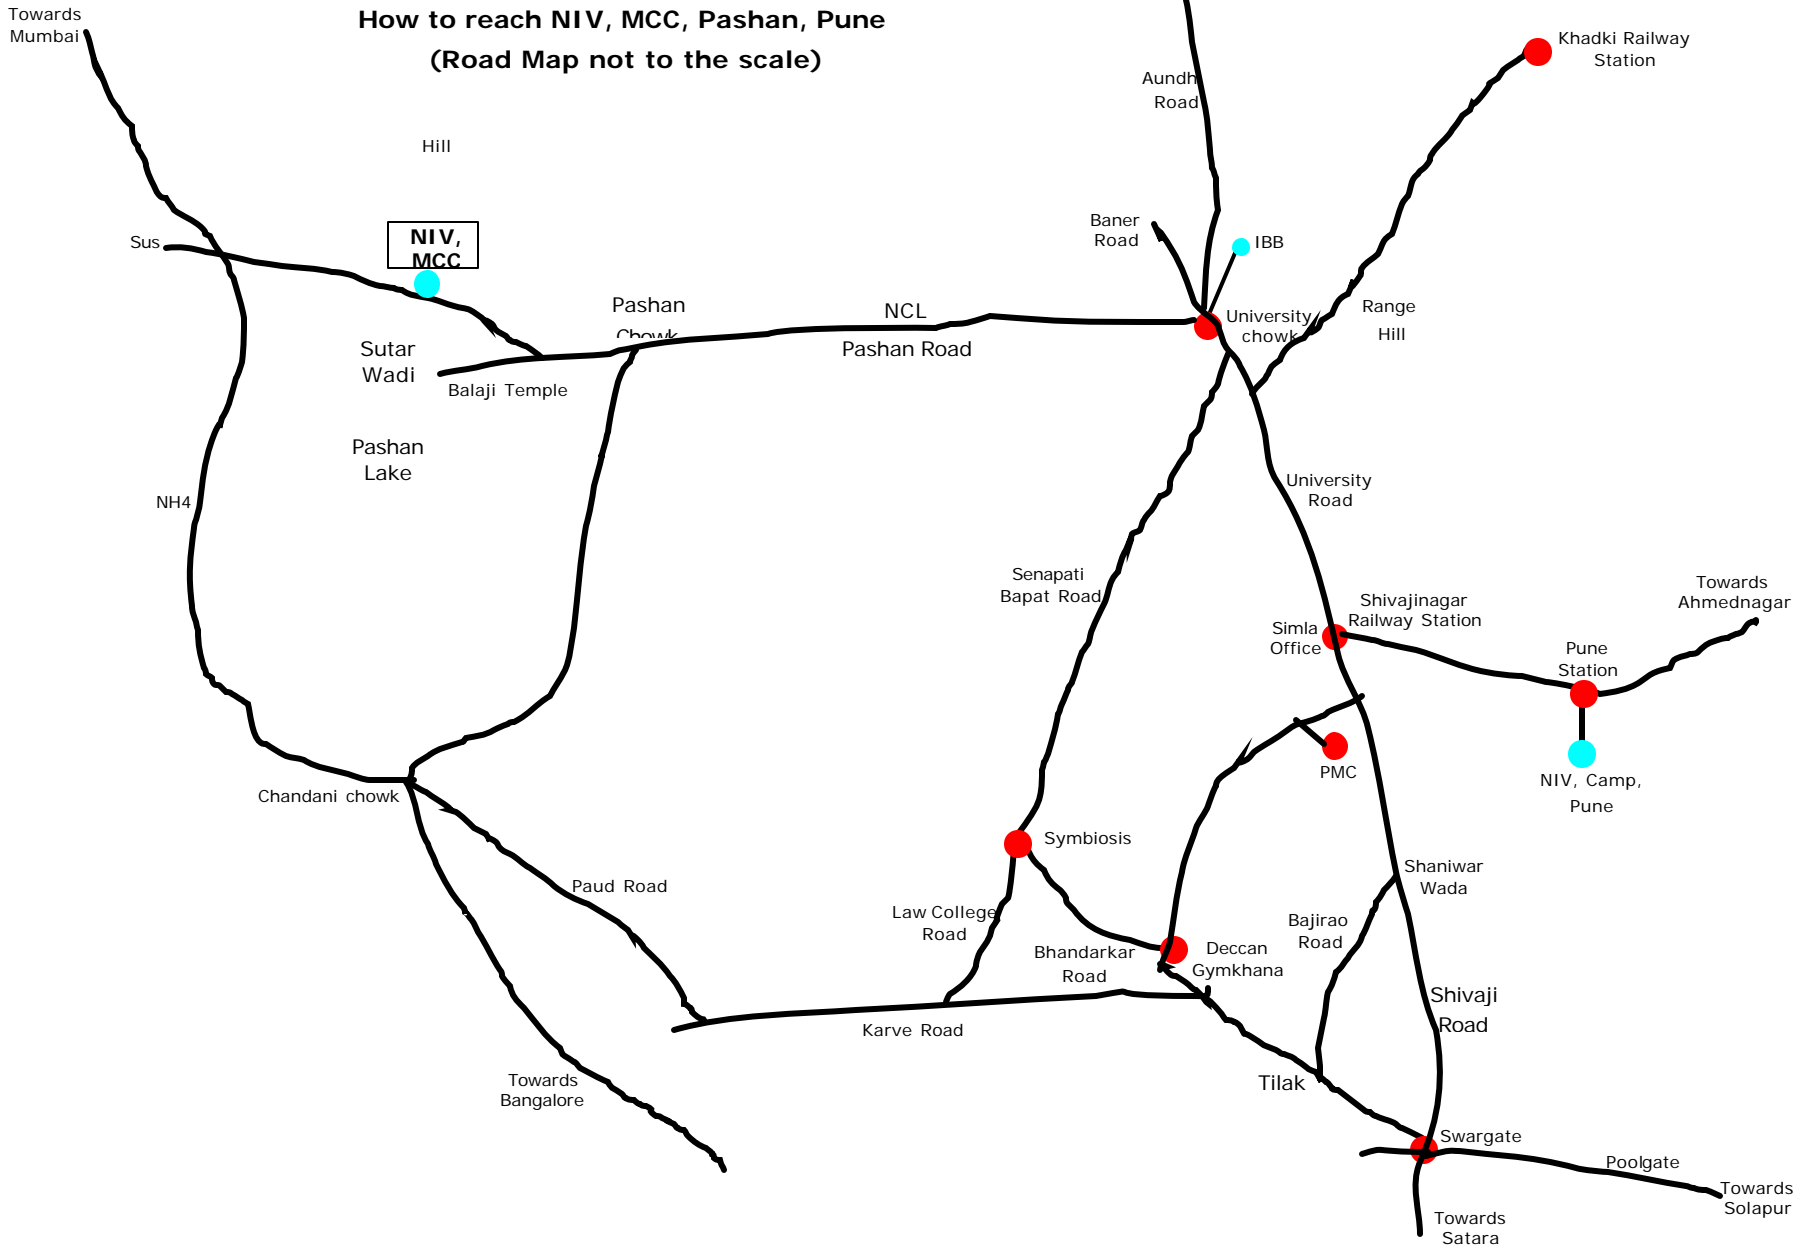 Towards
Mumbai
How to reach NIV, MCC, Pashan, Pune
(Road Map not to the scale)
Khadki Railway
Station
Aundh
Road
Hill
Baner
Road
IBB
Sus
NIV,
MCC
Pashan
Chowk
NCL
Pashan Road
University
chowk
Range
Hill
Sutar
Wadi
Balaji Temple
Pashan
Lake
NH4
University
Road
Senapati
Bapat Road
Simla
Office
Shivajinagar
Railway Station
Towards
Ahmednagar
Pune
Station
PMC
NIV, Camp,
Pune
Chandani chowk
Symbiosis
Paud Road
Law College
Road
Bhandarkar
Road
Deccan
Gymkhana
Bajirao
Road
Shaniwar
Wada
Shivaji
Road
Karve Road
Tilak
Towards
Bangalore
Swargate
Poolgate
Towards
Solapur
Towards
Satara